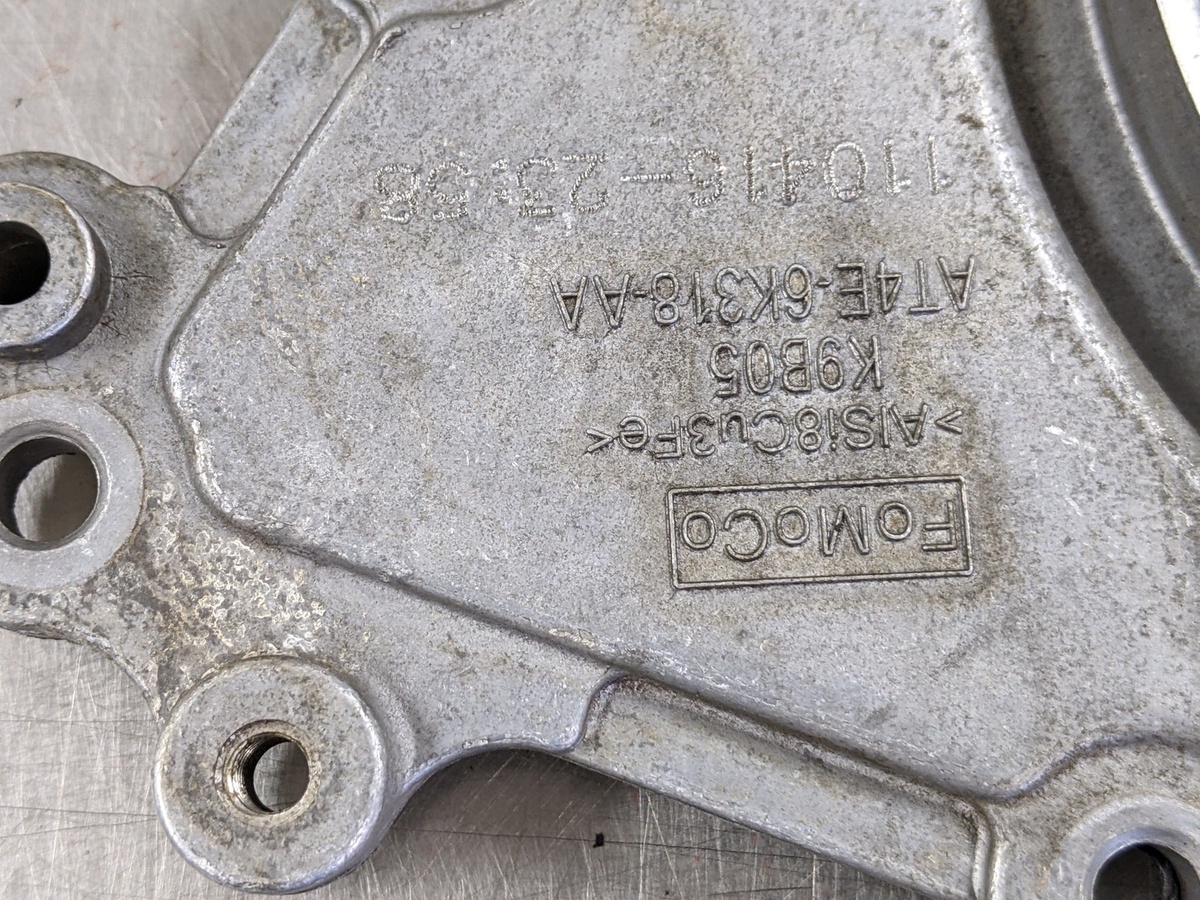 FoMoCo
>AlSi8Cu3Fe<
K9B05
AT4E-6K318-AA
110416-23:58